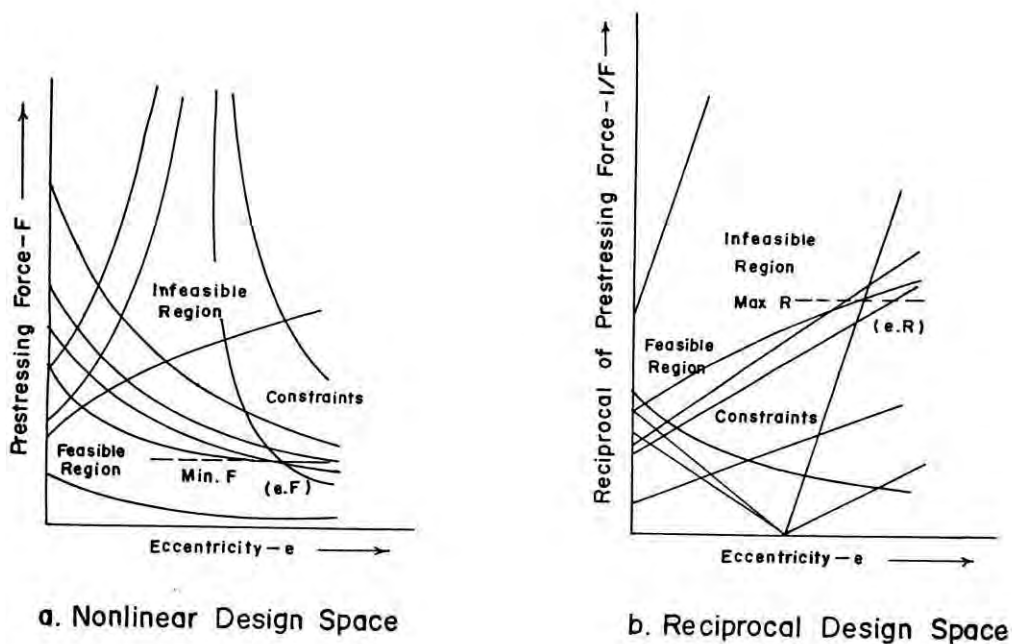 Prestressing Force-F
Infeasible
Region
Constraints
Feasible
Region
Min. F
(e.F)
Eccentricity-e
a. Nonlinear Design Space
Reciprocal of Prestressing Force-I/F
Infeasible
Region
Max R
(e.R)
Feasible
Region
Constraints
Eccentricity-e
b. Reciprocal Design Space